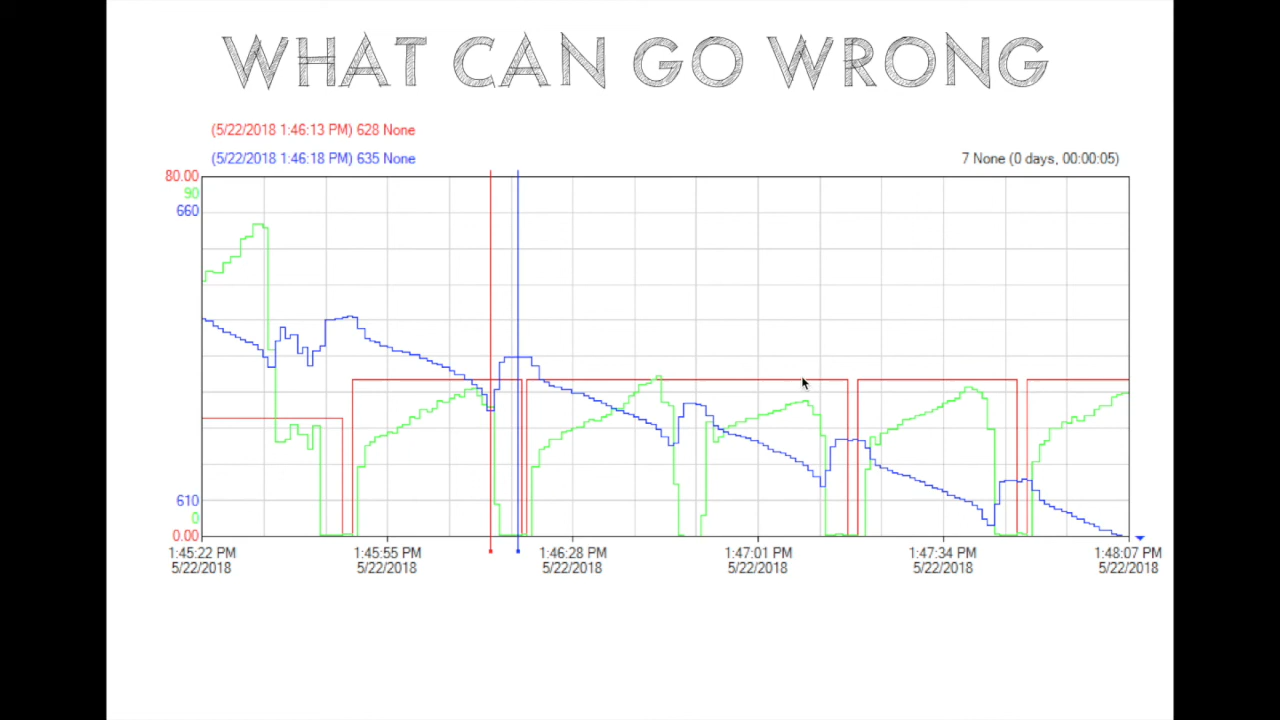 WHAT CAN GO WRONG
(5/22/2018 1:46:13 PM) 628 None
(5/22/2018 1:46:18 PM) 635 None
7 None (0 days, 00:00:05)
80.00
90
660
610
0
0.00
1:45:22 PM 1:45:55 PM 1:46:28 PM 1:47:01 PM 1:47:34 PM 1:48:07 PM
5/22/2018 5/22/2018 5/22/2018 5/22/2018 5/22/2018 5/22/2018